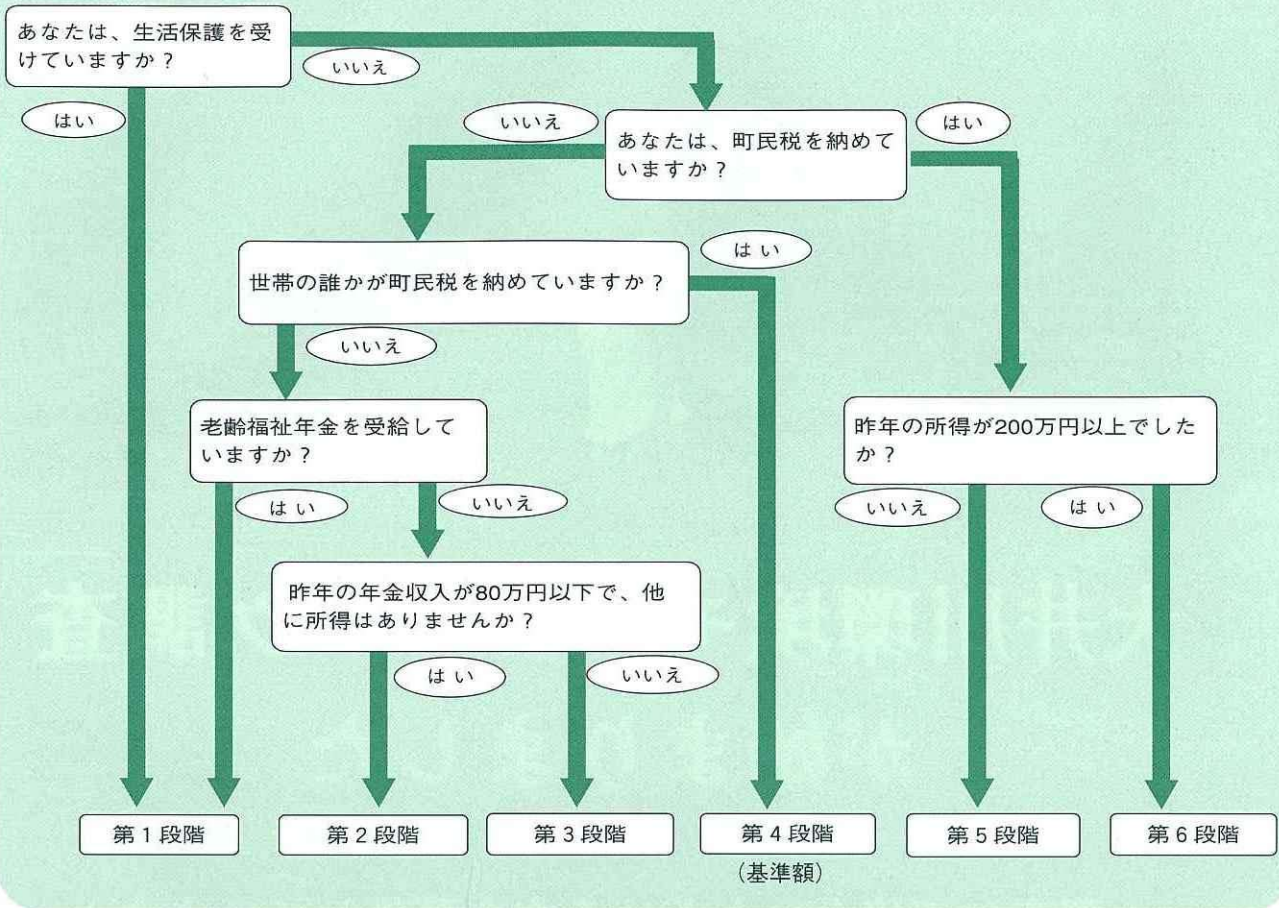 あなたは、生活保護を受
けていますか？
いいえ
はい
いいえ
あなたは、町民税を納めて
いますか？
はい
世帯の誰かが町民税を納めていますか？
はい
いいえ
老齢福祉年金を受給して
いますか？
はい
いいえ
昨年の所得が200万円以上でした
か？
いいえ
はい
昨年の年金収入が80万円以下で、他
に所得はありませんか？
はい
いいえ
第１段階
第２段階
第３段階
第４段階
（基準額）
第５段階
第６段階